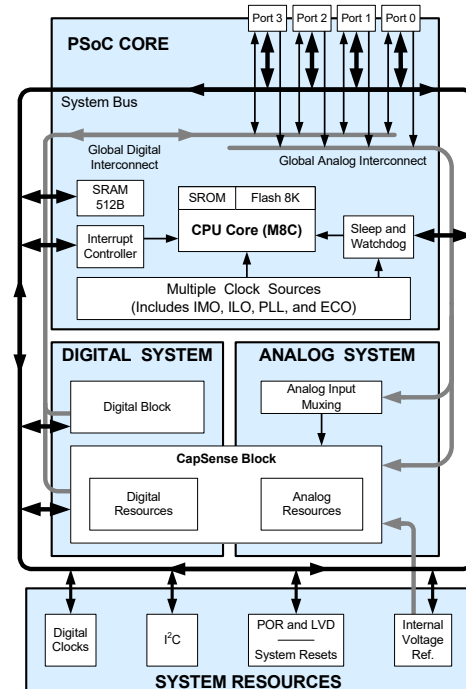 Port 3
Port 2
Port 1
Port 0
PSoC CORE
System Bus
Global Digital
Interconnect
Global Analog Interconnect
SRAM
512B
SROM
Flash 8K
CPU Core (M8C)
Interrupt
Controller
Sleep and
Watchdog
Multiple Clock Sources
(Includes IMO, ILO, PLL, and ECO)
DIGITAL SYSTEM
ANALOG SYSTEM
Digital Block
Analog Input
Muxing
CapSense Block
Digital
Resources
Analog
Resources
Digital
Clocks
I²C
POR and LVD
System Resets
Internal
Voltage
Ref.
SYSTEM RESOURCES